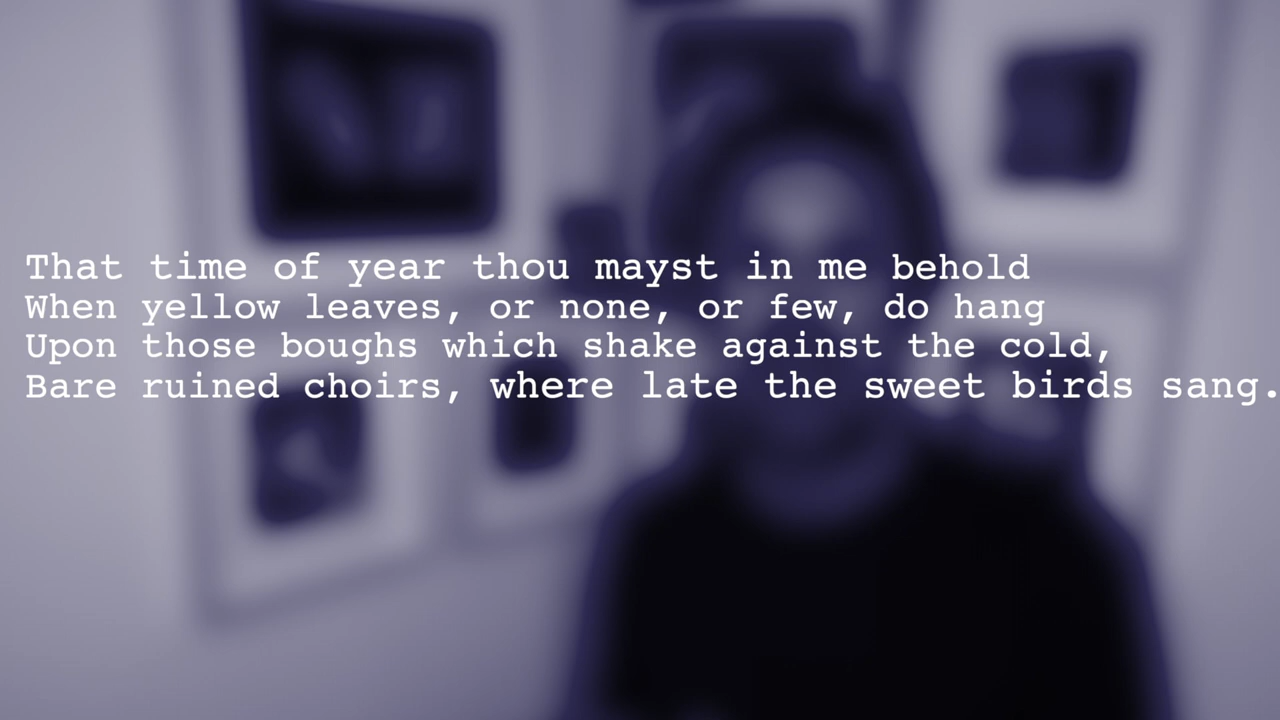 That time of year thou mayst in me behold
When yellow leaves, or none, or few, do hang
Upon those boughs which shake against the cold,
Bare ruined choirs, where late the sweet birds sang.